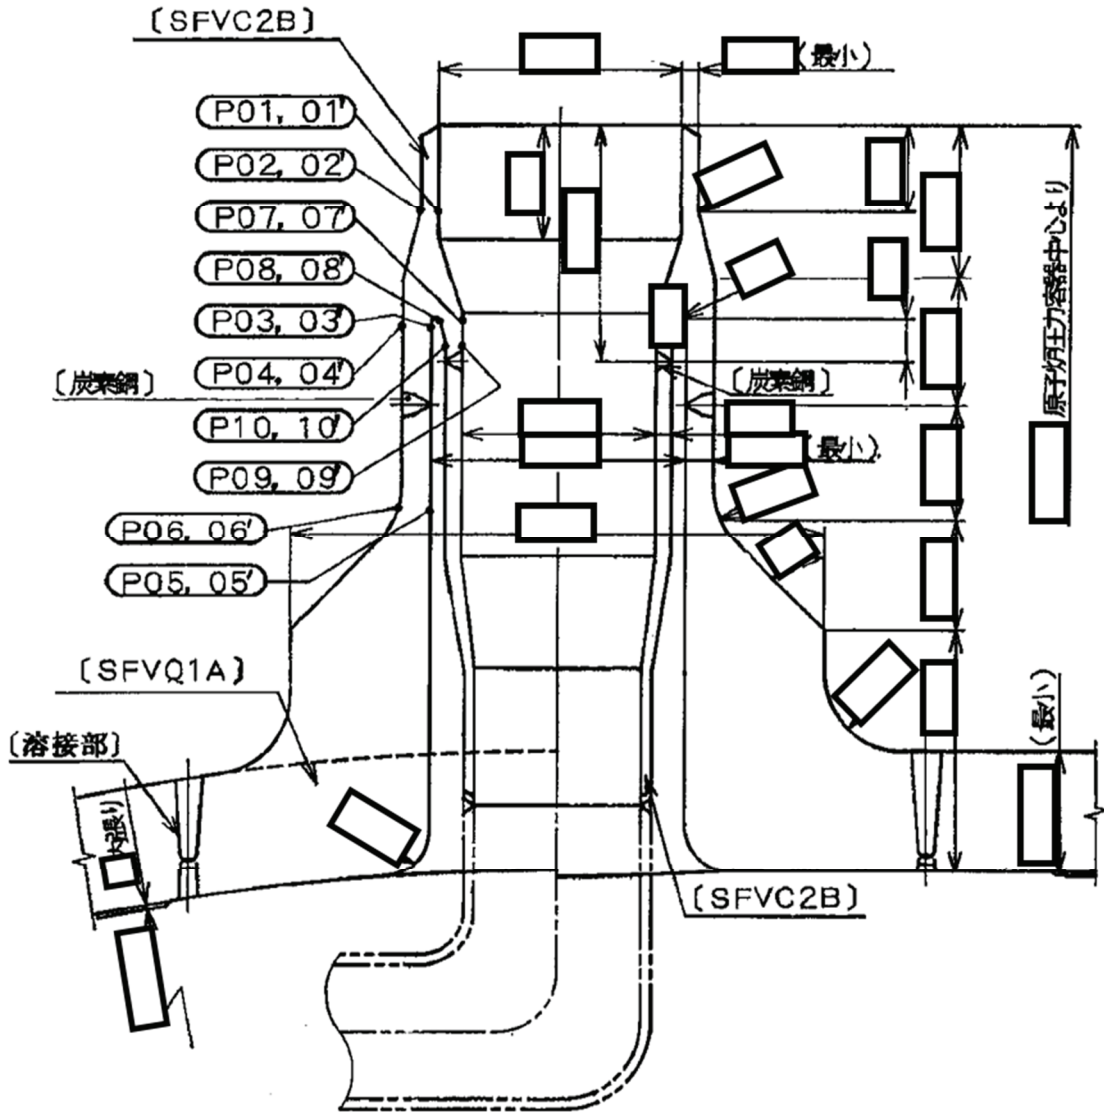 〔SFVC2B〕
(最小)
P01, 01'
P02, 02'
P07, 07'
P08, 08'
P03, 03'
P04, 04'
P10, 10'
P09, 09'
P06, 06'
P05, 05'
〔炭素鋼〕
〔炭素鋼〕
(最小)
原子炉圧力容器中心より
〔SFVQ1A〕
〔溶接部〕
(最小)
〔SFVC2B〕